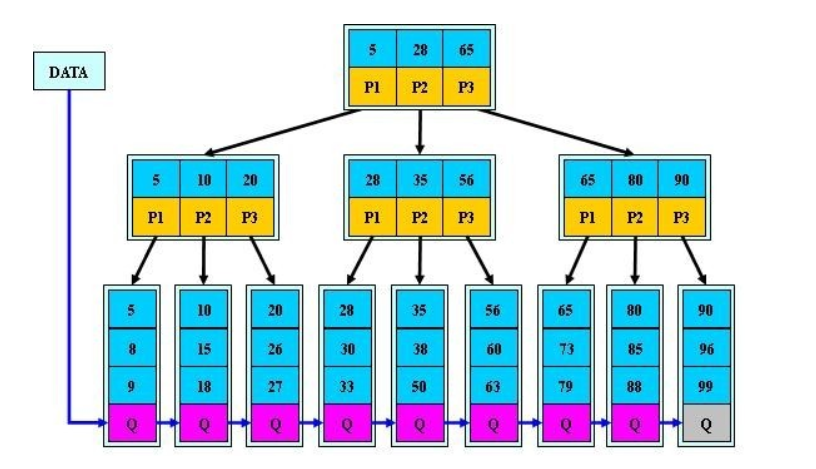 5 28 65
DATA
P1 P2 P3
5 10 20 28 35 56 65 80 90
P1 P2 P3 P1 P2 P3 P1 P2 P3
5 10 20 28 35 56 65 80 90
8 15 26 30 38 60 73 85 96
9 18 27 33 50 63 79 88 99
Q Q Q Q Q Q Q Q Q